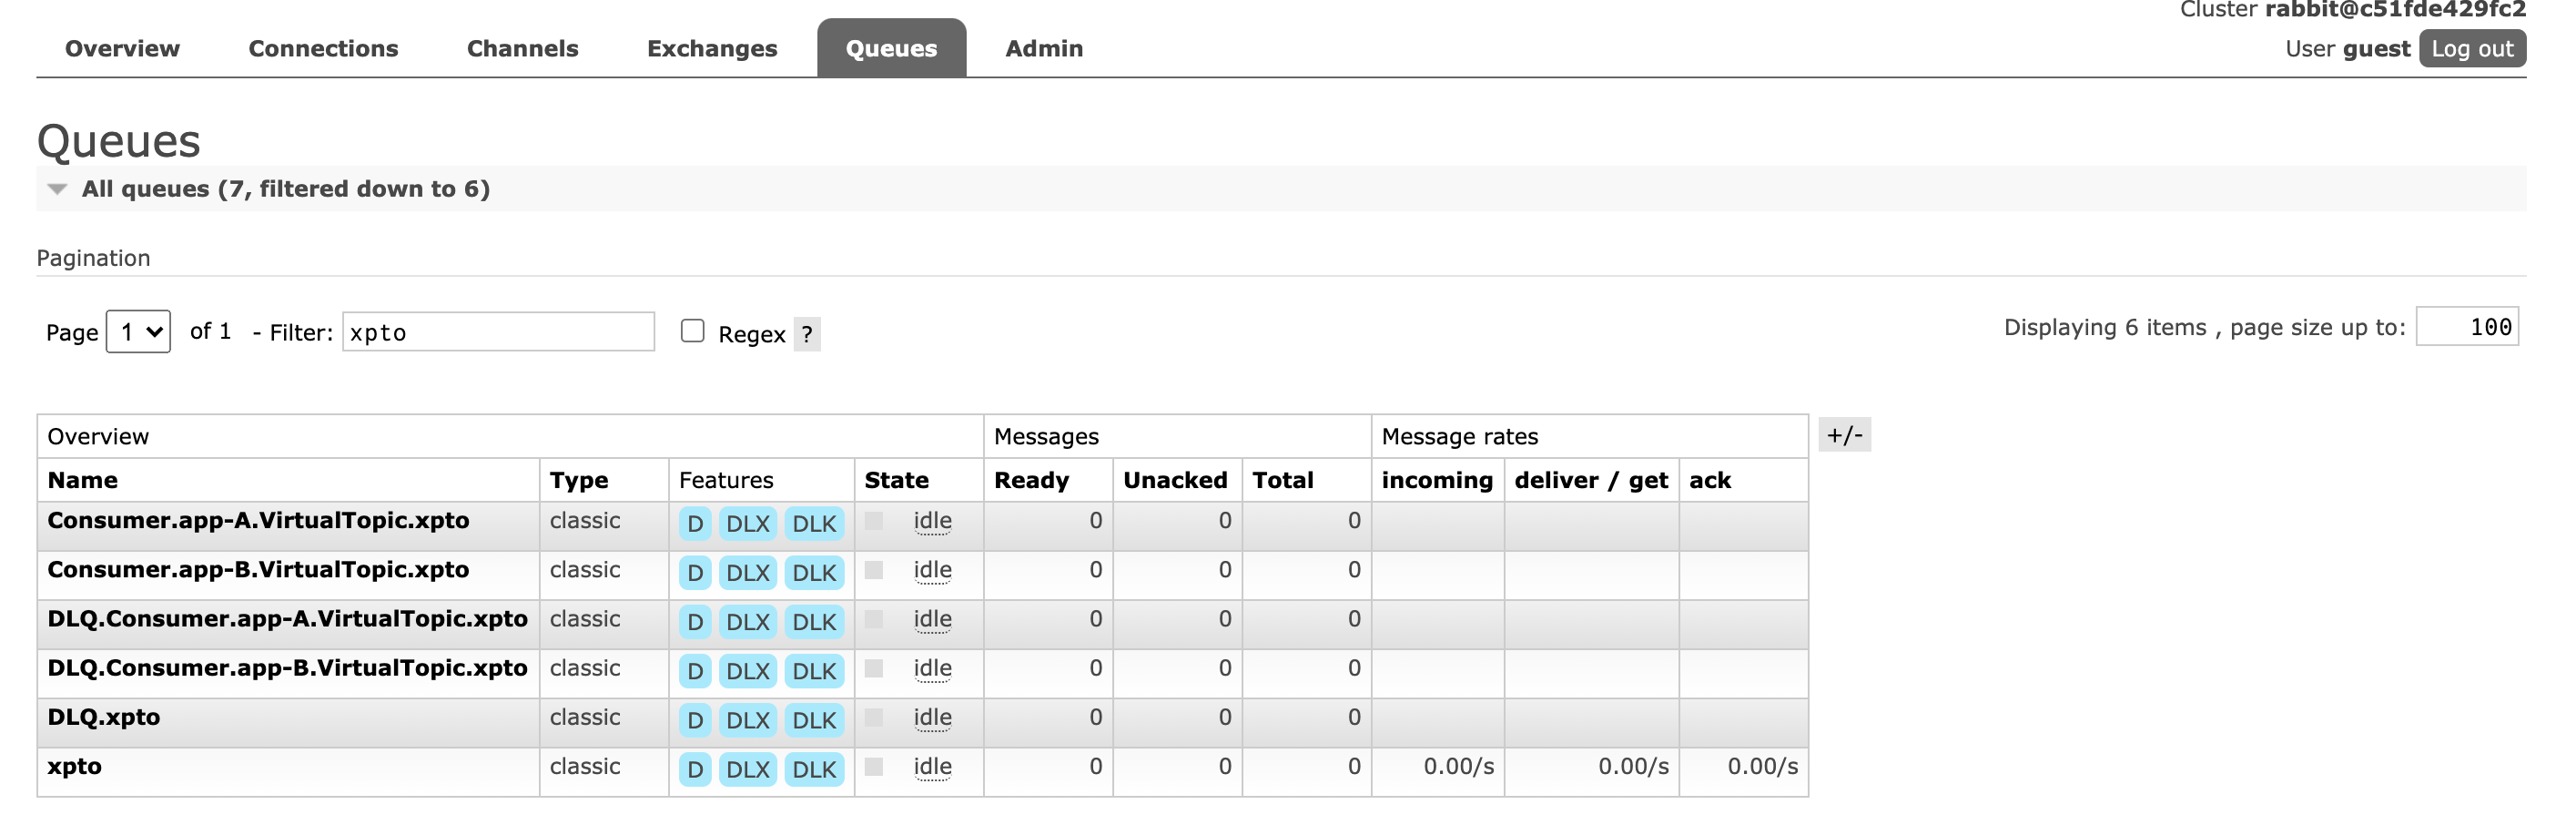 Cluster rabbit@c51fde429fc2
Overview Connections Channels Exchanges Queues Admin
User guest Log out
Queues
All queues (7, filtered down to 6)
Pagination
Page 1 of 1 - Filter: xpto Regex ?
Displaying 6 items , page size up to: 100
Overview Messages Message rates +/-
Name Type Features State Ready Unacked Total incoming deliver / get ack
Consumer.app-A.VirtualTopic.xpto classic D DLX DLK idle 0 0 0
Consumer.app-B.VirtualTopic.xpto classic D DLX DLK idle 0 0 0
DLQ.Consumer.app-A.VirtualTopic.xpto classic D DLX DLK idle 0 0 0
DLQ.Consumer.app-B.VirtualTopic.xpto classic D DLX DLK idle 0 0 0
DLQ.xpto classic D DLX DLK idle 0 0 0
xpto classic D DLX DLK idle 0 0 0 0.00/s 0.00/s 0.00/s